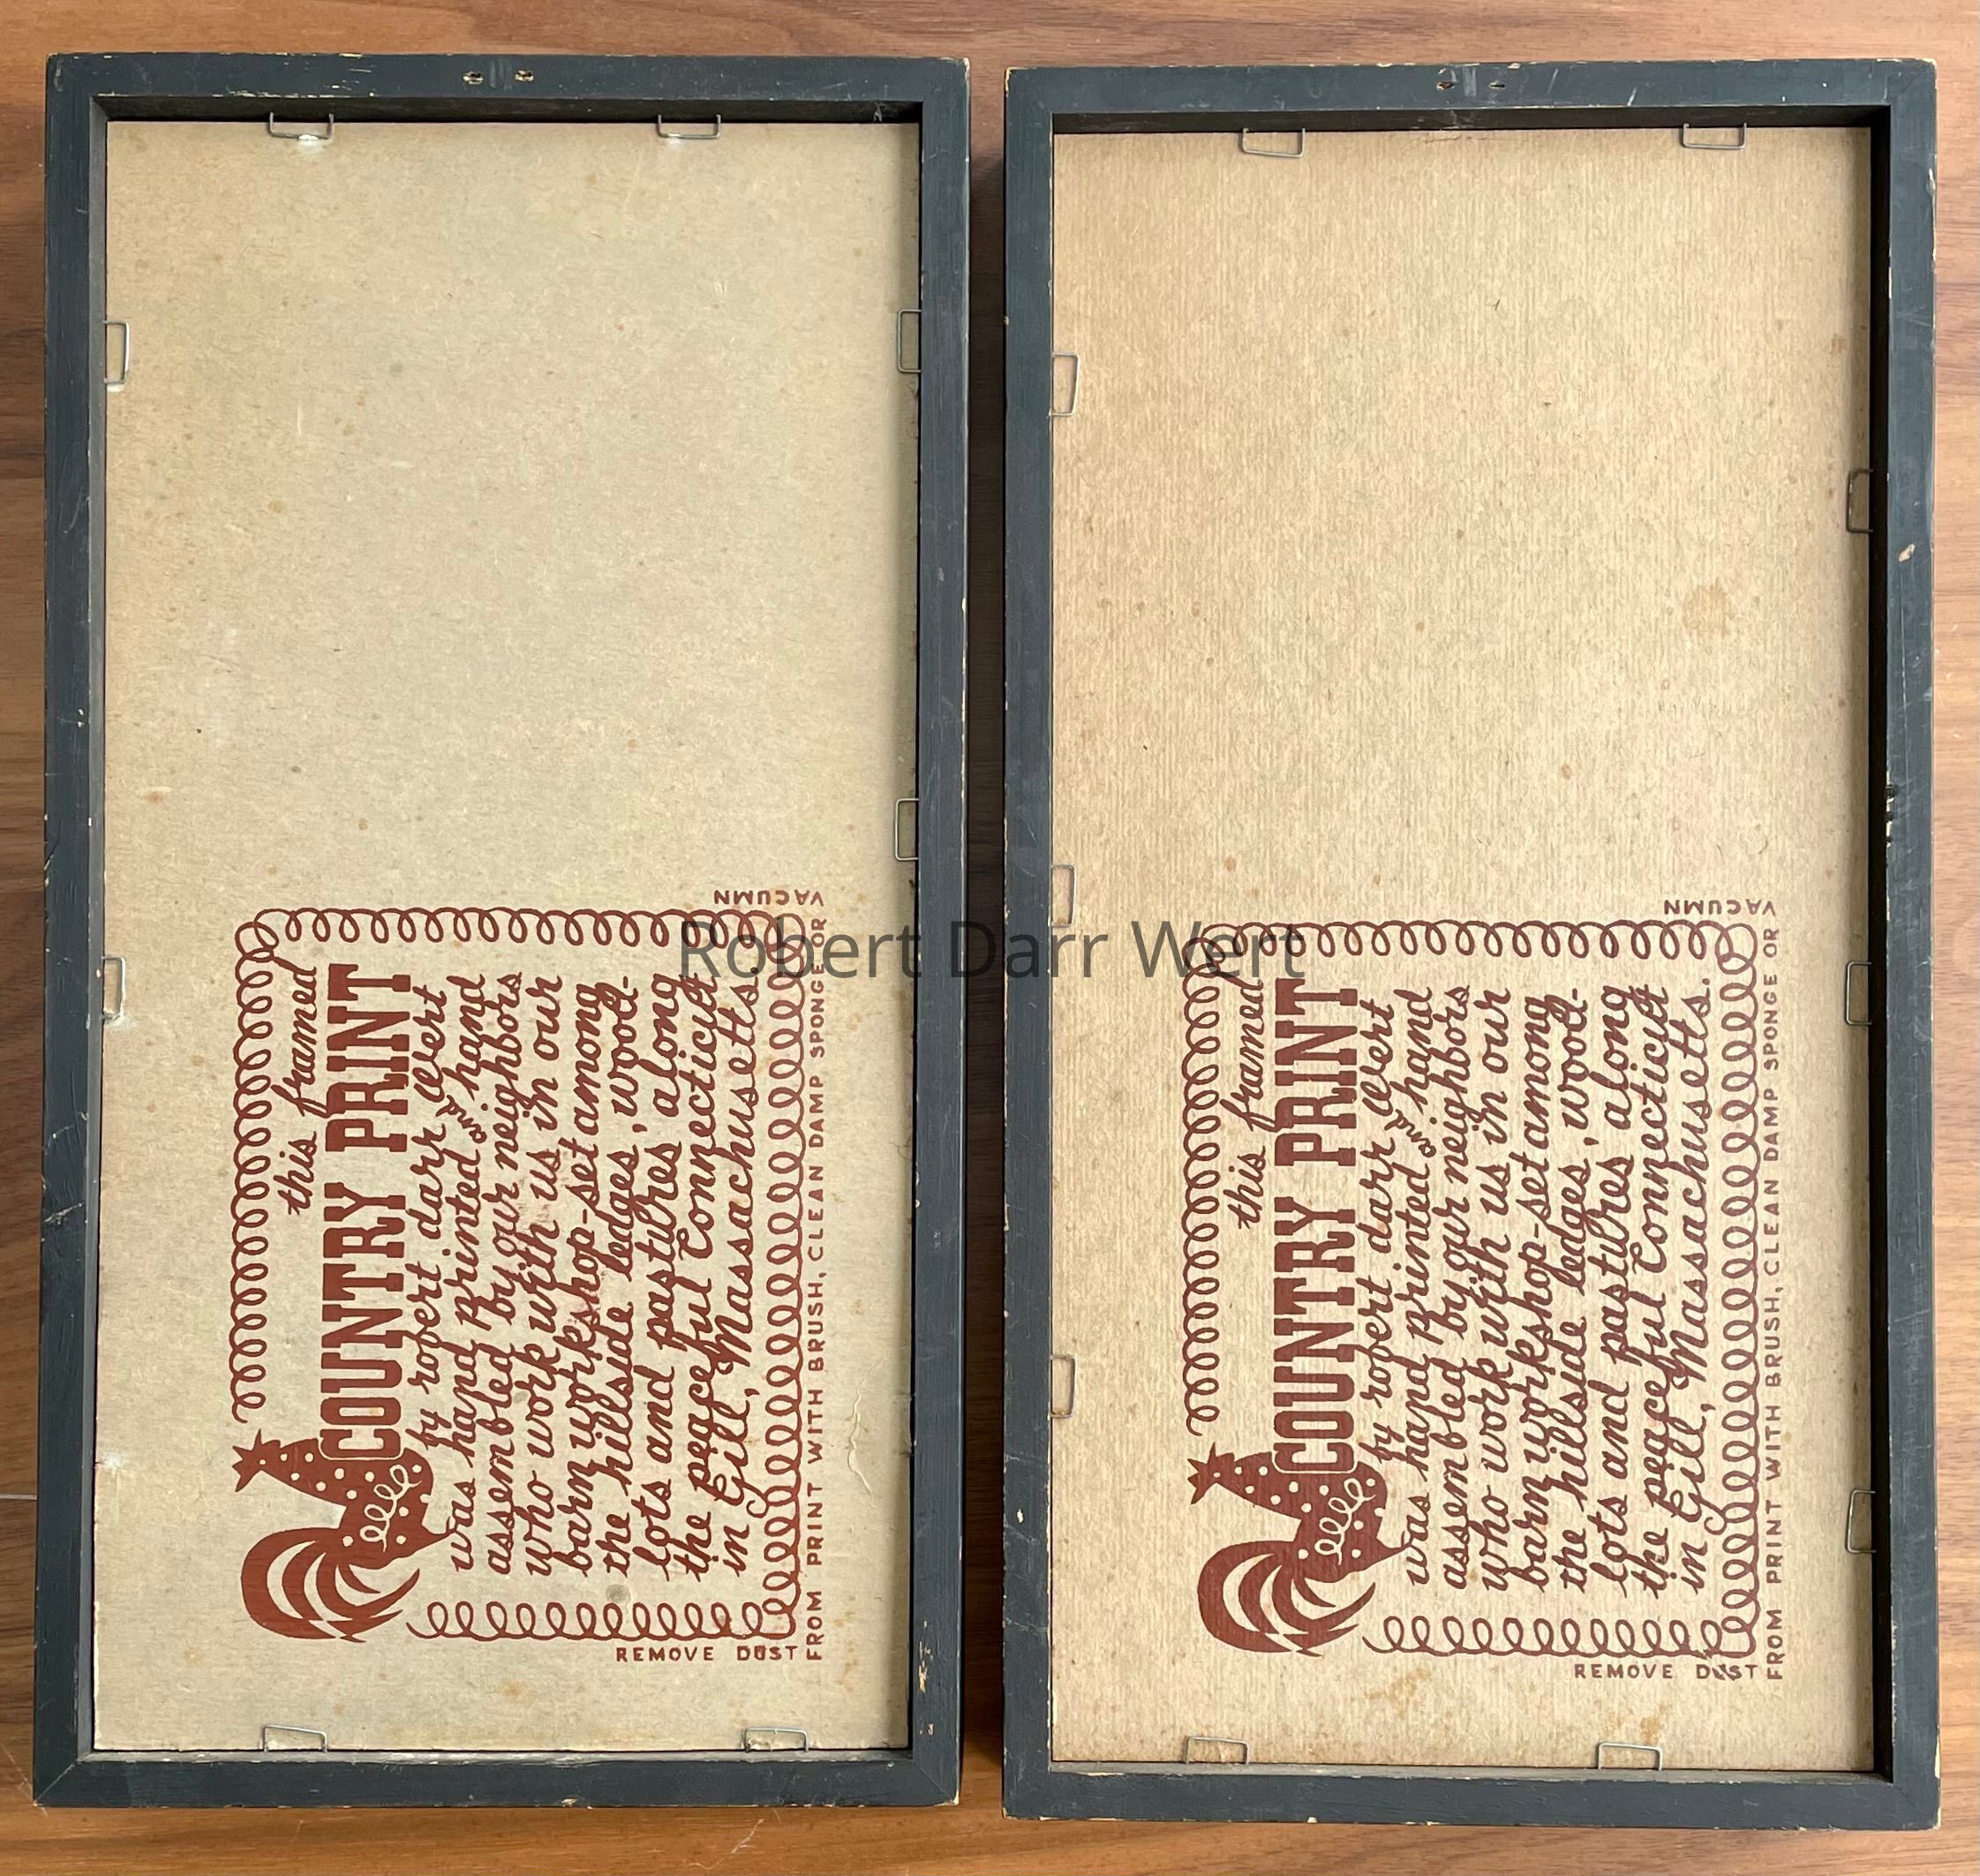 this framed
COUNTRY PRINT
by robert darr wert
was hand printed and hand
assembled by our neighbors
who work with us in our
barn workshop-set among
the hillside ledges, wood-
lots and pastures along
the peaceful Connecticut
in Gill, Massachusetts.
REMOVE DUST
FROM PRINT WITH BRUSH, CLEAN DAMP SPONGE OR
VACUMN
this framed
COUNTRY PRINT
by robert darr wert
was hand printed and hand
assembled by our neighbors
who work with us in our
barn workshop-set among
the hillside ledges, wood-
lots and pastures along
the peaceful Connecticut
in Gill, Massachusetts.
REMOVE DUST
FROM PRINT WITH BRUSH, CLEAN DAMP SPONGE OR
VACUMN
Robert Darr Wert